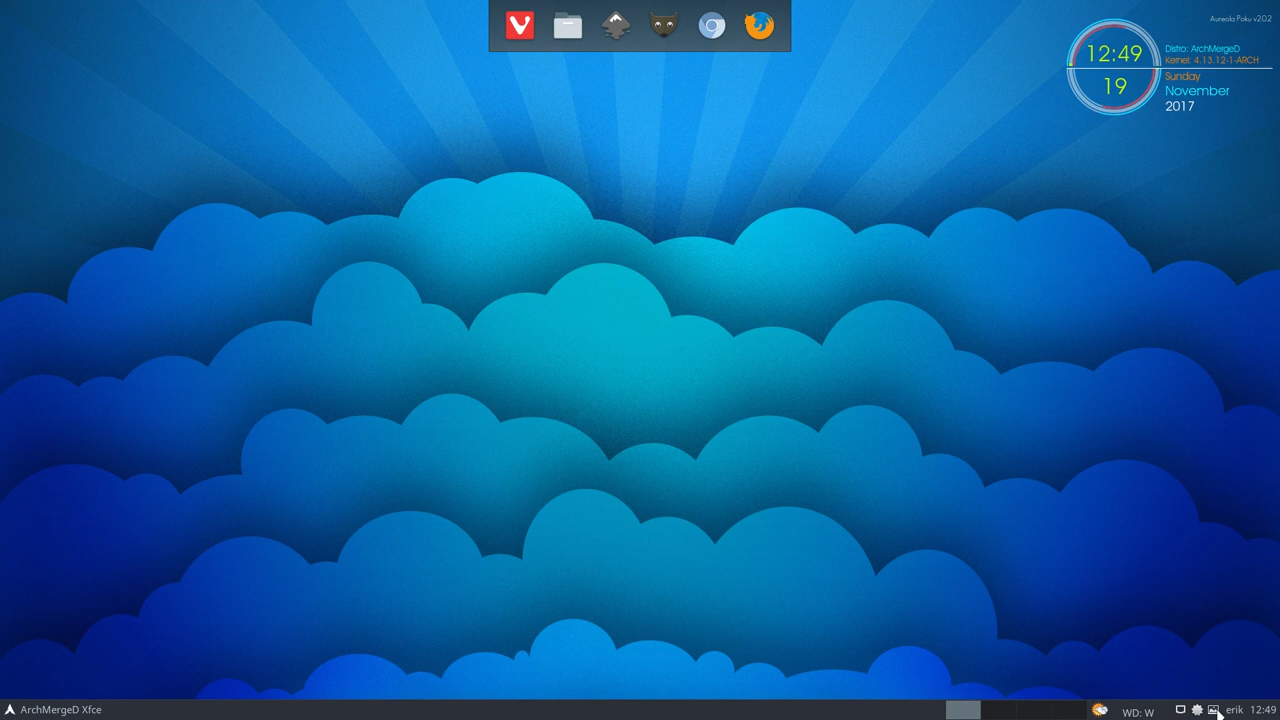 Aureola Poku v2.0.2
12:49
19
Distro: ArchMergeD
Kernel: 4.13.12-1-ARCH
Sunday
November
2017
ArchMergeD Xfce
WD: W
erik
12:49